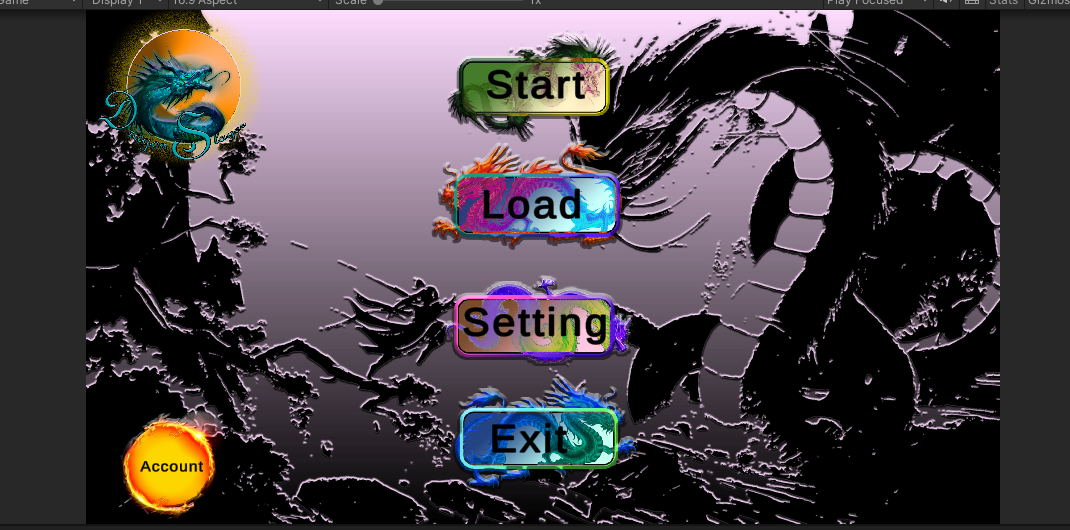 Game Display 1 16:9 Aspect Scale 1x Play Focused Stats Gizmos
Dragon Slayer
Start
Load
Setting
Exit
Account